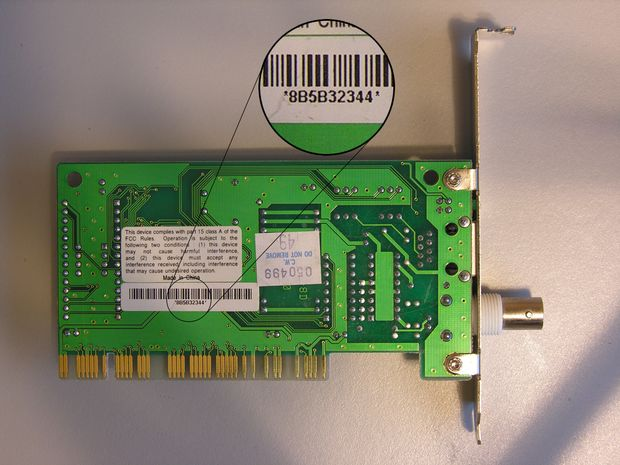 n China
*8B5B32344*
This device complies with part 15 class A of the
FCC Rules. Operation is subject to the
following two conditions (1) this device
may not cause harmful interference,
and (2) this device must accept any
interference received, including interference
that may cause undesired operation.
Made in China
*8B5B32344*
C.W.
DO NOT REMOVE
050499
49